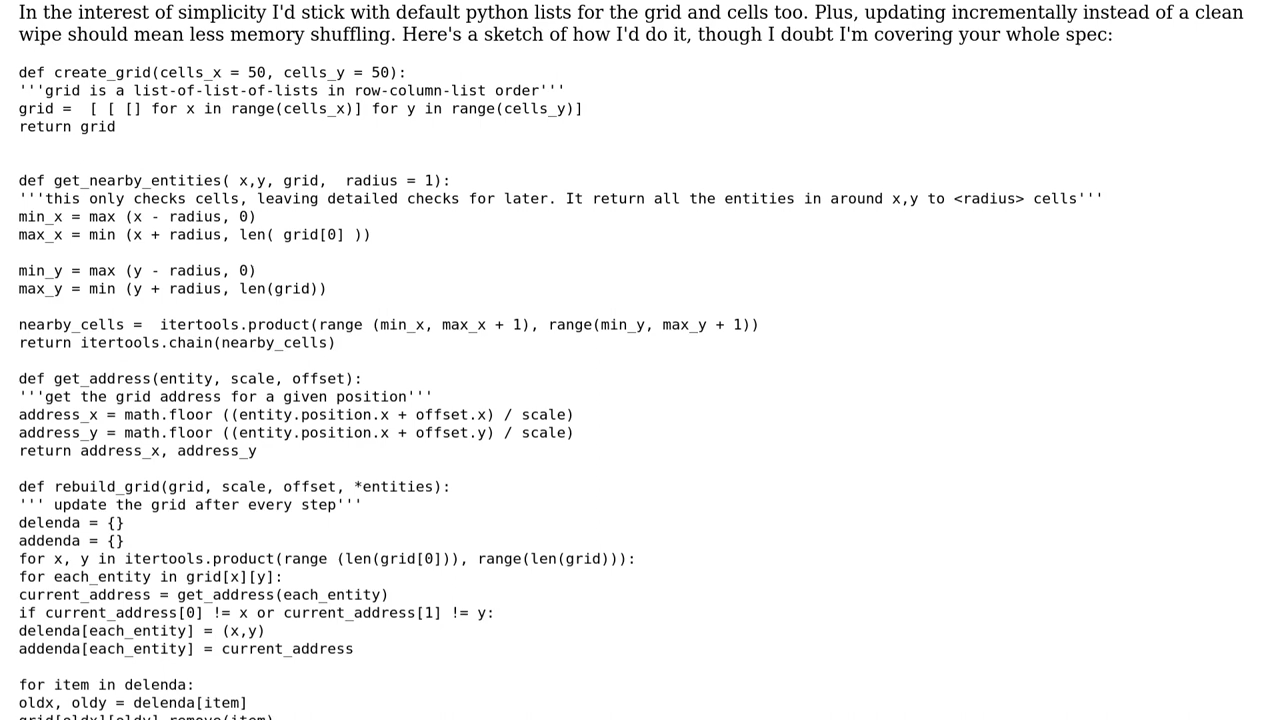 In the interest of simplicity I'd stick with default python lists for the grid and cells too. Plus, updating incrementally instead of a clean
wipe should mean less memory shuffling. Here's a sketch of how I'd do it, though I doubt I'm covering your whole spec:
def create_grid(cells_x = 50, cells_y = 50):
'''grid is a list-of-list-of-lists in row-column-list order'''
grid =  [ [ [] for x in range(cells_x)] for y in range(cells_y)]
return grid
def get_nearby_entities( x,y, grid,  radius = 1):
'''this only checks cells, leaving detailed checks for later. It return all the entities in around x,y to <radius> cells'''
min_x = max (x - radius, 0)
max_x = min (x + radius, len( grid[0] ))
min_y = max (y - radius, 0)
max_y = min (y + radius, len(grid))
nearby_cells =  itertools.product(range (min_x, max_x + 1), range(min_y, max_y + 1))
return itertools.chain(nearby_cells)
def get_address(entity, scale, offset):
'''get the grid address for a given position'''
address_x = math.floor ((entity.position.x + offset.x) / scale)
address_y = math.floor ((entity.position.x + offset.y) / scale)
return address_x, address_y
def rebuild_grid(grid, scale, offset, *entities):
''' update the grid after every step'''
delenda = {}
addenda = {}
for x, y in itertools.product(range (len(grid[0])), range(len(grid))):
for each_entity in grid[x][y]:
current_address = get_address(each_entity)
if current_address[0] != x or current_address[1] != y:
delenda[each_entity] = (x,y)
addenda[each_entity] = current_address
for item in delenda:
oldx, oldy = delenda[item]
grid[oldx][oldy].remove(item)